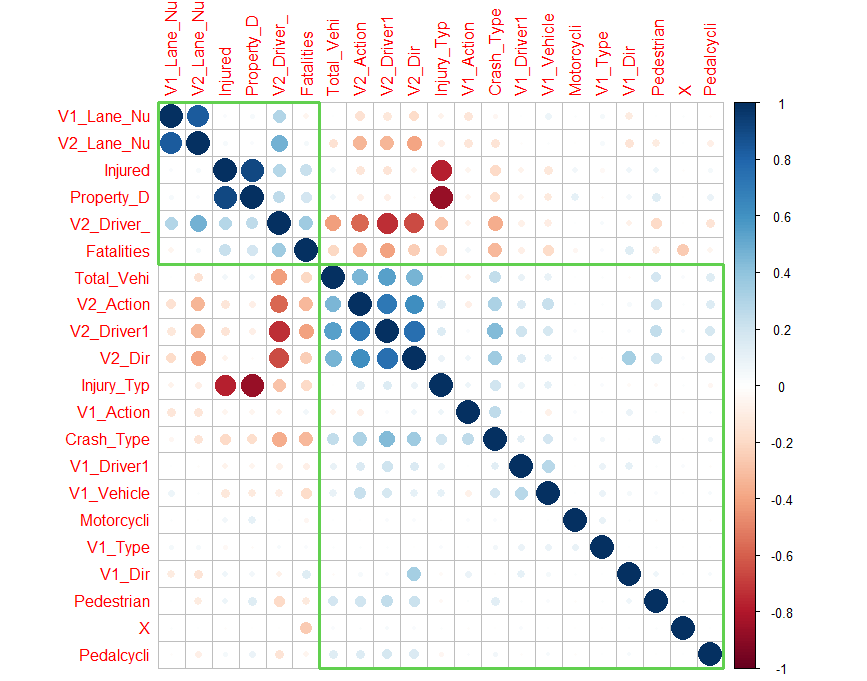 V1_Lane_Nu
V2_Lane_Nu
Injured
Property_D
V2_Driver_
Fatalities
Total_Vehi
V2_Action
V2_Driver1
V2_Dir
Injury_Typ
V1_Action
Crash_Type
V1_Driver1
V1_Vehicle
Motorcycli
V1_Type
V1_Dir
Pedestrian
X
Pedalcycli
V1_Lane_Nu
V2_Lane_Nu
Injured
Property_D
V2_Driver_
Fatalities
Total_Vehi
V2_Action
V2_Driver1
V2_Dir
Injury_Typ
V1_Action
Crash_Type
V1_Driver1
V1_Vehicle
Motorcycli
V1_Type
V1_Dir
Pedestrian
X
Pedalcycli
1
0.8
0.6
0.4
0.2
0
-0.2
-0.4
-0.6
-0.8
-1